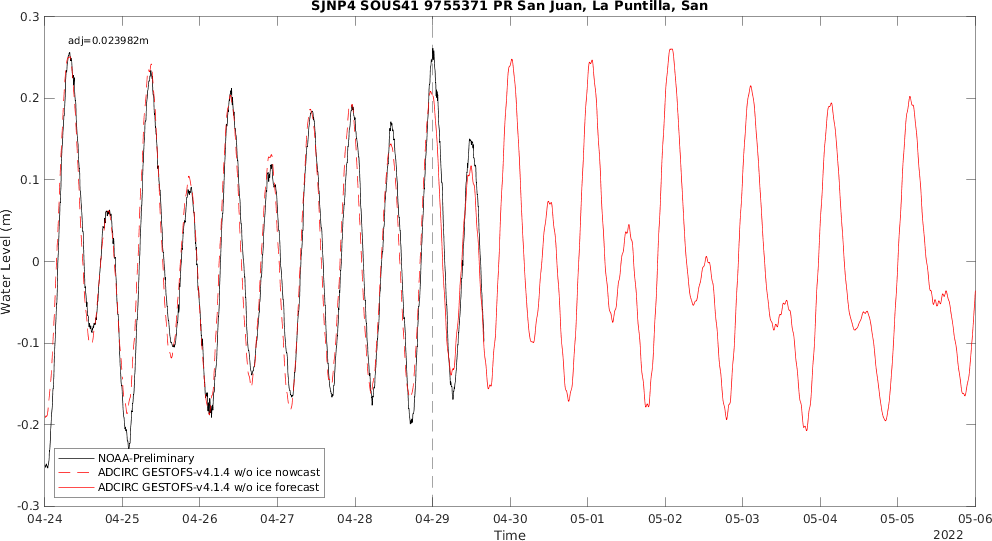 SJNP4 SOUS41 9755371 PR San Juan, La Puntilla, San
adj=0.023982m
0.3
0.2
0.1
0
-0.1
-0.2
-0.3
Water Level (m)
NOAA-Preliminary
ADCIRC GESTOFS-v4.1.4 w/o ice nowcast
ADCIRC GESTOFS-v4.1.4 w/o ice forecast
04-24 04-25 04-26 04-27 04-28 04-29 04-30 05-01 05-02 05-03 05-04 05-05 05-06
Time
2022